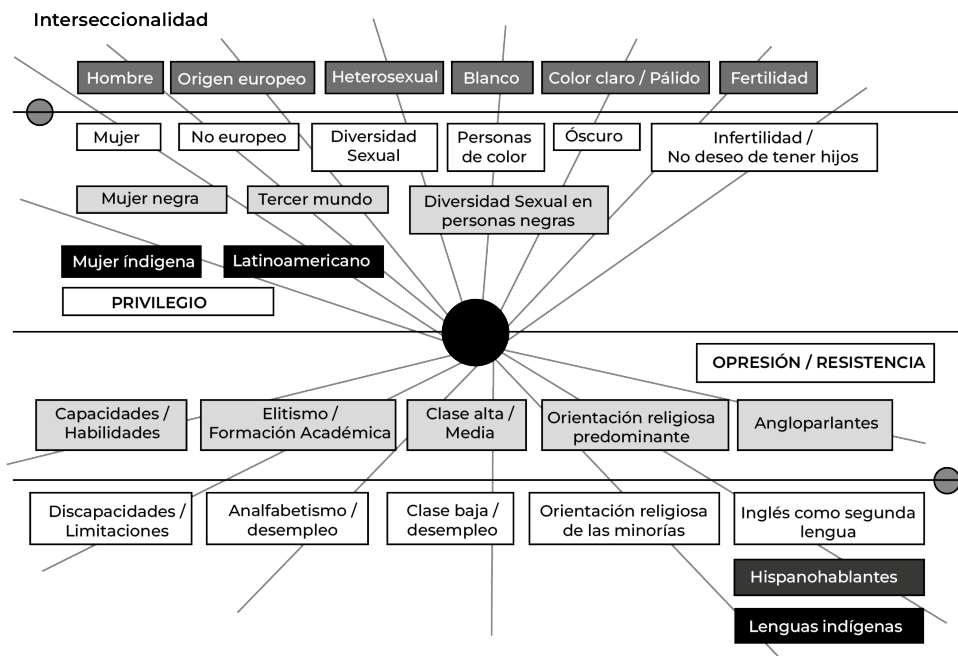 Interseccionalidad
Hombre
Origen europeo
Heterosexual
Blanco
Color claro / Pálido
Fertilidad
Mujer
No europeo
Diversidad
Sexual
Personas
de color
Óscuro
Infertilidad /
No deseo de tener hijos
Mujer negra
Tercer mundo
Diversidad Sexual en
personas negras
Mujer índigena
Latinoamericano
PRIVILEGIO
OPRESIÓN / RESISTENCIA
Capacidades /
Habilidades
Elitismo /
Formación Académica
Clase alta /
Media
Orientación religiosa
predominante
Angloparlantes
Discapacidades /
Limitaciones
Analfabetismo /
desempleo
Clase baja /
desempleo
Orientación religiosa
de las minorías
Inglés como segunda
lengua
Hispanohablantes
Lenguas indígenas